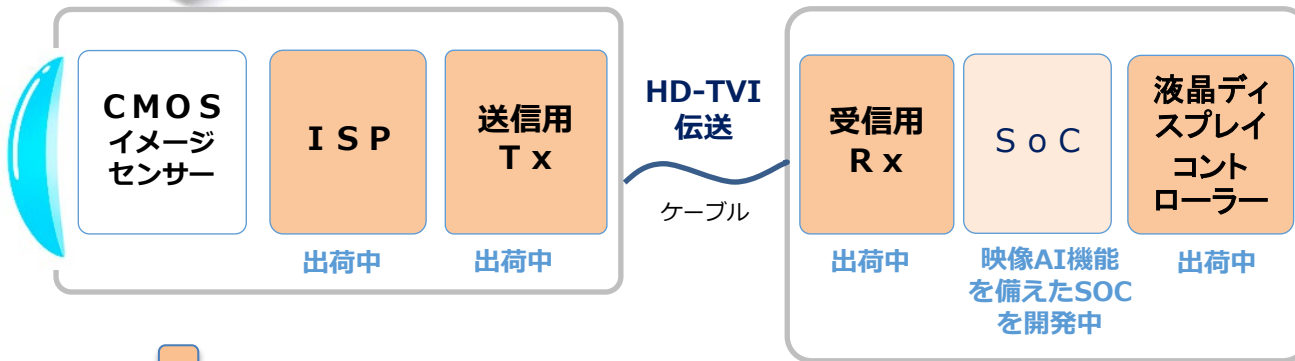 CMOS
イメージ
センサー
ISP
出荷中
送信用
Tx
出荷中
HD-TVI
伝送
ケーブル
受信用
Rx
出荷中
SoC
映像AI機能
を備えたSOC
を開発中
液晶ディ
スプレイ
コント
ローラー
出荷中